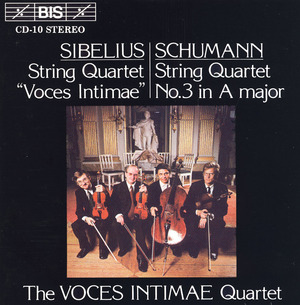 BIS
CD-10 STEREO
SIBELIUS
String Quartet
"Voces Intimae"
SCHUMANN
String Quartet
No.3 in A major
The VOCES INTIMAE Quartet